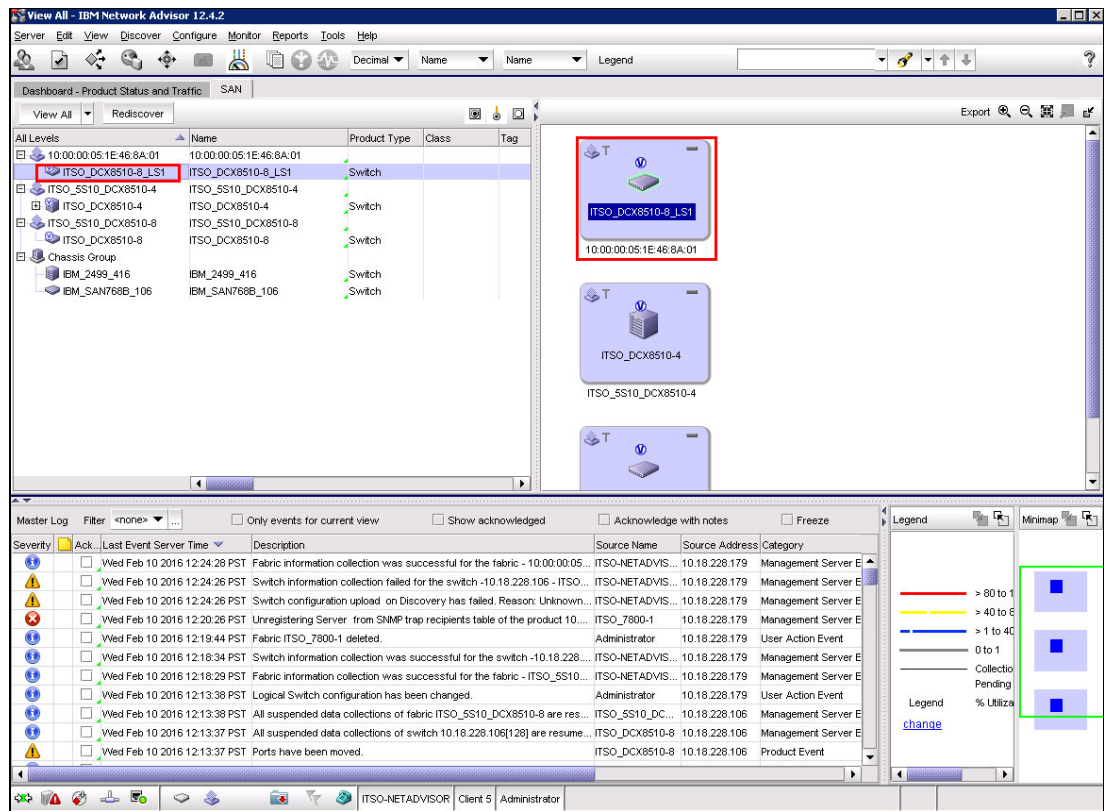 View All - IBM Network Advisor 12.4.2
Server Edit View Discover Configure Monitor Reports Tools Help
Decimal Name Name Legend
Dashboard - Product Status and Traffic SAN
View All Rediscover Export
All Levels Name Product Type Class Tag
10:00:00:05:1E:46:8A:01 10:00:00:05:1E:46:8A:01
ITSO_DCX8510-8_LS1 ITSO_DCX8510-8_LS1 Switch
ITSO_5S10_DCX8510-4 ITSO_5S10_DCX8510-4
ITSO_DCX8510-4 ITSO_DCX8510-4 Switch
ITSO_5S10_DCX8510-8 ITSO_5S10_DCX8510-8
ITSO_DCX8510-8 ITSO_DCX8510-8 Switch
Chassis Group
IBM_2499_416 IBM_2499_416 Switch
IBM_SAN768B_106 IBM_SAN768B_106 Switch
T
V
ITSO_DCX8510-8_LS1
10:00:00:05:1E:46:8A:01
T
V
ITSO_DCX8510-4
ITSO_5S10_DCX8510-4
T
V
Master Log Filter <none> ... Only events for current view Show acknowledged Acknowledge with notes Freeze
Severity Ack... Last Event Server Time Description Source Name Source Address Category
Wed Feb 10 2016 12:24:28 PST Fabric information collection was successful for the fabric - 10:00:00:05... ITSO-NETADVIS... 10.18.228.179 Management Server E
Wed Feb 10 2016 12:24:26 PST Switch information collection failed for the switch -10.18.228.106 - ITSO... ITSO-NETADVIS... 10.18.228.179 Management Server E
Wed Feb 10 2016 12:24:26 PST Switch configuration upload on Discovery has failed. Reason: Unknown... ITSO-NETADVIS... 10.18.228.179 Management Server E
Wed Feb 10 2016 12:20:26 PST Unregistering Server from SNMP trap recipients table of the product 10.... ITSO_7800-1 10.18.228.179 Management Server E
Wed Feb 10 2016 12:19:44 PST Fabric ITSO_7800-1 deleted. Administrator 10.18.228.179 User Action Event
Wed Feb 10 2016 12:18:34 PST Switch information collection was successful for the switch -10.18.228.... ITSO-NETADVIS... 10.18.228.179 Management Server E
Wed Feb 10 2016 12:18:29 PST Fabric information collection was successful for the fabric - ITSO_5S10... ITSO-NETADVIS... 10.18.228.179 Management Server E
Wed Feb 10 2016 12:13:38 PST Logical Switch configuration has been changed. Administrator 10.18.228.179 User Action Event
Wed Feb 10 2016 12:13:38 PST All suspended data collections of fabric ITSO_5S10_DCX8510-8 are res... ITSO_5S10_DC... 10.18.228.106 Management Server E
Wed Feb 10 2016 12:13:37 PST All suspended data collections of switch 10.18.228.106[128] are resume... ITSO_DCX8510-8 10.18.228.106 Management Server E
Wed Feb 10 2016 12:13:37 PST Ports have been moved. ITSO_DCX8510-8 10.18.228.106 Product Event
Legend
> 80 to 1
> 40 to 8
> 1 to 40
0 to 1
Collectio
Pending
Legend % Utiliza
change
Minimap
ITSO-NETADVISOR Client 5 Administrator